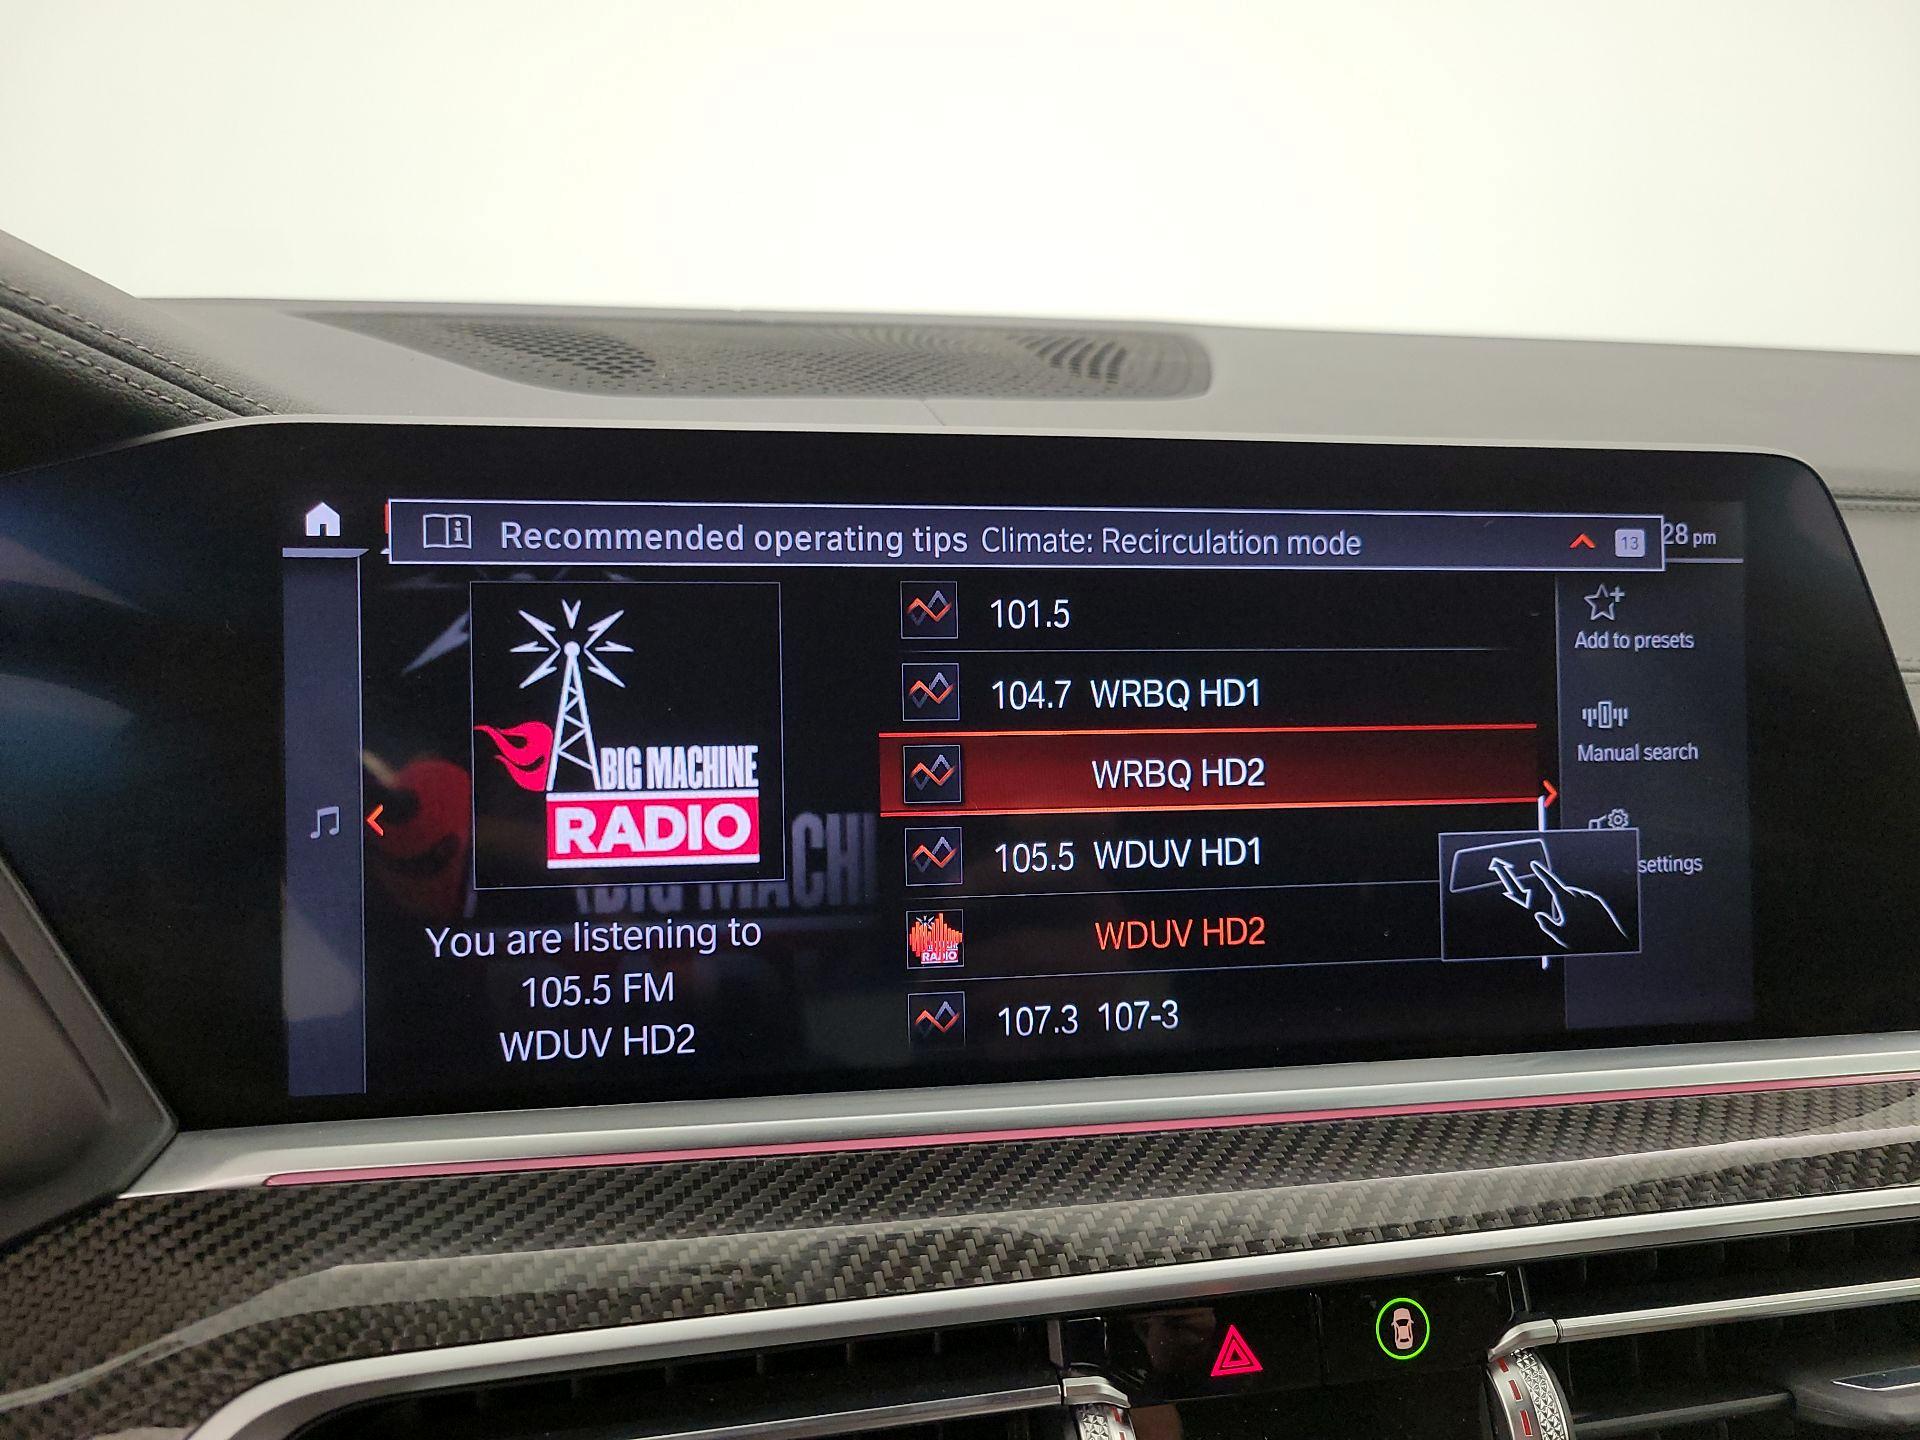 Recommended operating tips Climate: Recirculation mode
13
28 pm
BIG MACHINE
RADIO
You are listening to
105.5 FM
WDUV HD2
101.5
104.7 WRBQ HD1
WRBQ HD2
105.5 WDUV HD1
WDUV HD2
107.3 107-3
Add to presets
Manual search
settings